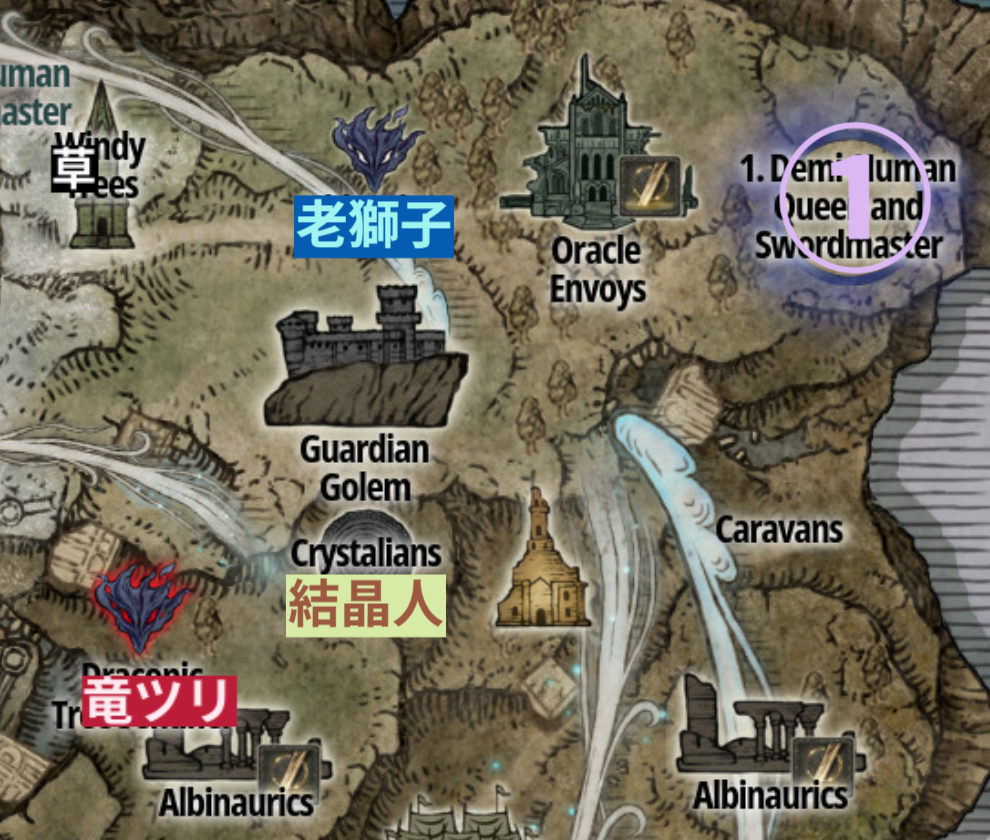 uman
aster
Windy
Trees
草
老獅子
Oracle
Envoys
1. Demi-Human
Queen and
Swordmaster
1
Guardian
Golem
Crystalians
結晶人
Caravans
Draconic
竜ツリ
Albinaurics
Albinaurics